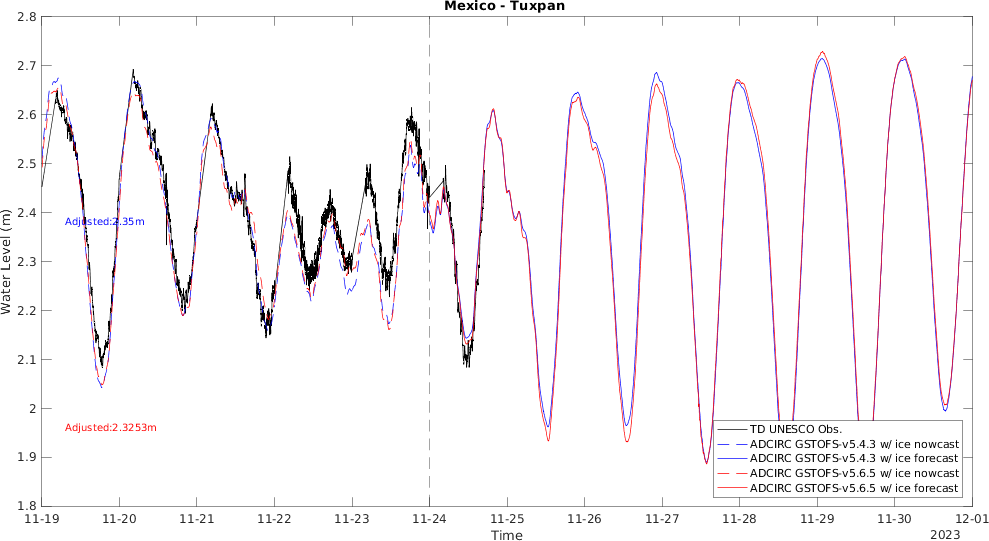 Mexico - Tuxpan
2.8
2.7
2.6
2.5
2.4
2.3
2.2
2.1
2
1.9
1.8
Water Level (m)
Adjusted:2.35m
Adjusted:2.3253m
TD UNESCO Obs.
ADCIRC GSTOFS-v5.4.3 w/ ice nowcast
ADCIRC GSTOFS-v5.4.3 w/ ice forecast
ADCIRC GSTOFS-v5.6.5 w/ ice nowcast
ADCIRC GSTOFS-v5.6.5 w/ ice forecast
11-19 11-20 11-21 11-22 11-23 11-24 11-25 11-26 11-27 11-28 11-29 11-30 12-01
Time
2023